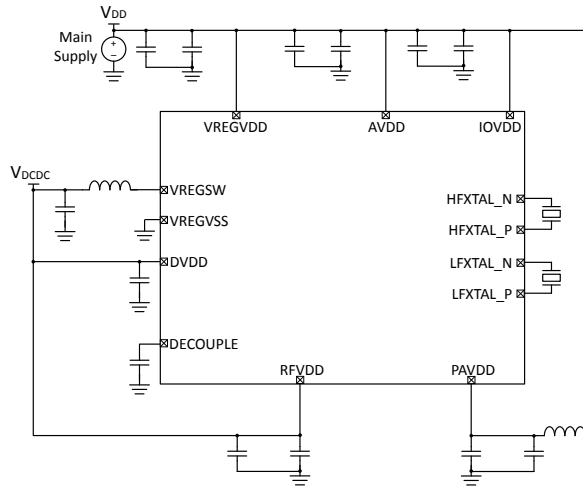 VDD
Main
Supply
+
−
VREGVDD
AVDD
IOVDD
VDCDC
VREGSW
HFXTAL_N
VREGVSS
HFXTAL_P
DVDD
LFXTAL_N
LFXTAL_P
DECOUPLE
RFVDD
PAVDD